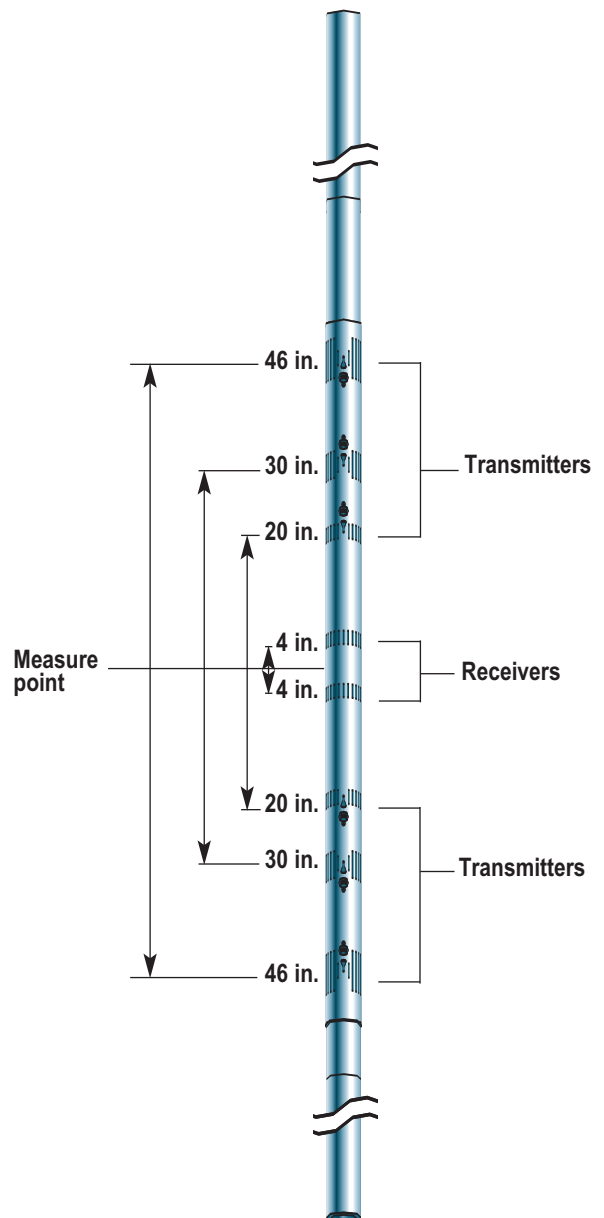 46 in.
30 in.
Transmitters
20 in.
4 in.
Measure
point
Receivers
4 in.
20 in.
30 in.
Transmitters
46 in.